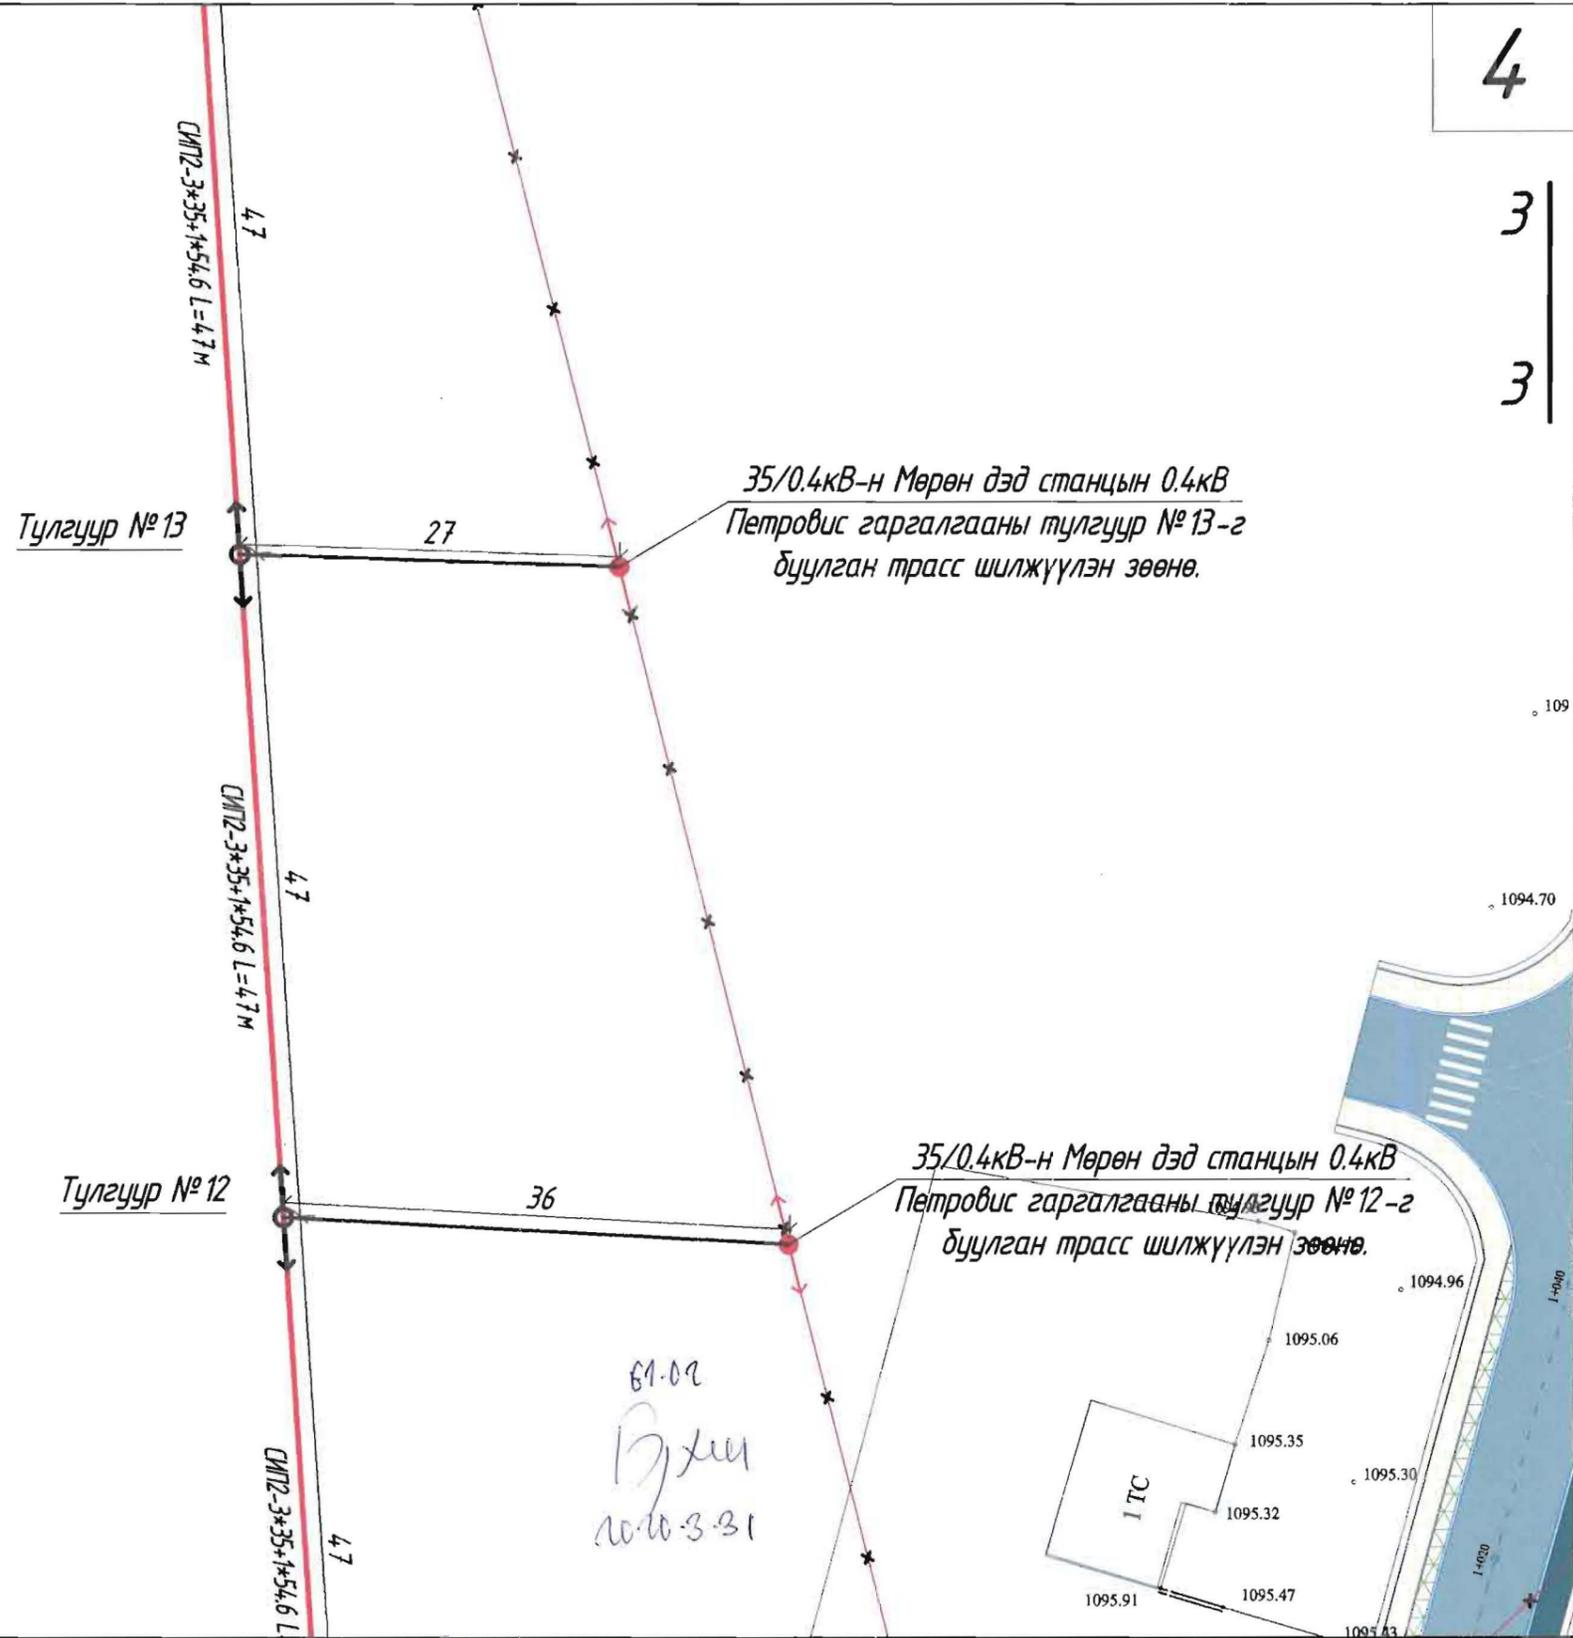 4
3
3
СИП2-3*35+1*54.6 L=47м
47
Тулгуур №13
27
35/0.4кВ-н Мөрөн дэд станцын 0.4кВ
Петровис гаргалгааны тулгуур №13-г
буулган трасс шилжүүлэн зөөнө.
109
1094.70
СИП2-3*35+1*54.6 L=47м
47
Тулгуур №12
36
35/0.4кВ-н Мөрөн дэд станцын 0.4кВ
Петровис гаргалгааны тулгуур №12-г
буулган трасс шилжүүлэн зөөнө.
1094.96
1+040
1095.06
1095.35
1095.30
1 ТС
1095.32
1+020
1095.91
1095.47
СИП2-3*35+1*54.6 L
47
2020.3.31